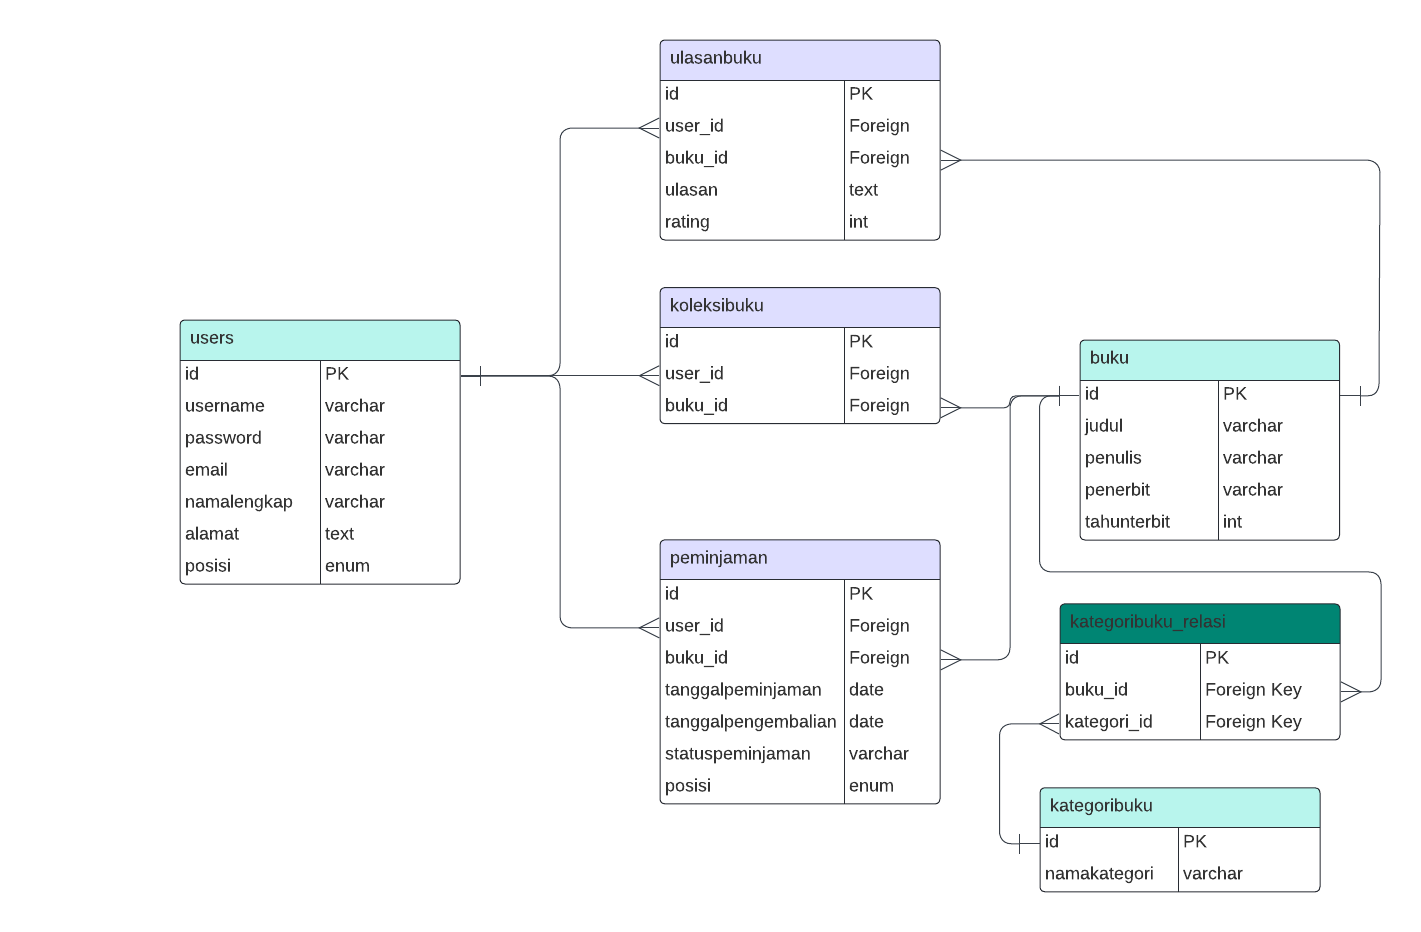 ulasanbuku
id PK
user_id Foreign
buku_id Foreign
ulasan text
rating int
koleksibuku
id PK
user_id Foreign
buku_id Foreign
users
id PK
username varchar
password varchar
email varchar
namalengkap varchar
alamat text
posisi enum
buku
id PK
judul varchar
penulis varchar
penerbit varchar
tahunterbit int
peminjaman
id PK
user_id Foreign
buku_id Foreign
tanggalpeminjaman date
tanggalpengembalian date
statuspeminjaman varchar
posisi enum
kategoribuku_relasi
id PK
buku_id Foreign Key
kategori_id Foreign Key
kategoribuku
id PK
namakategori varchar